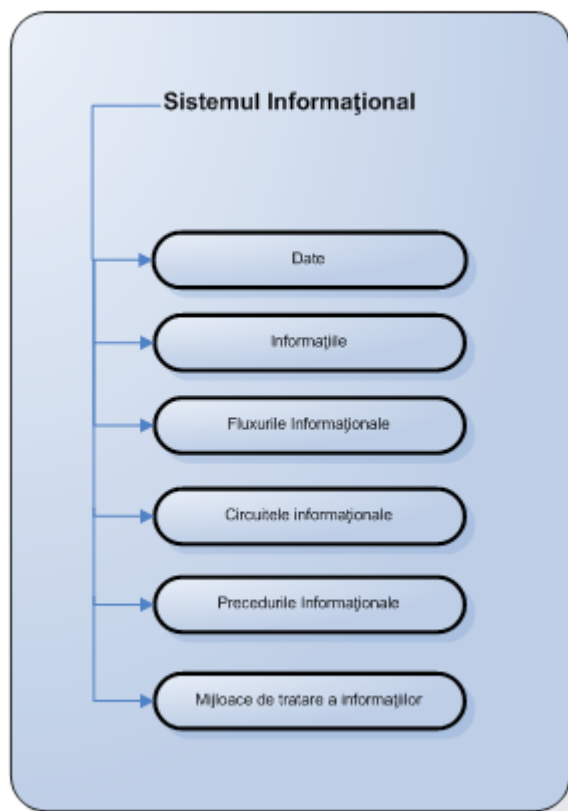 Sistemul Informaţional
Date
Informaţiile
Fluxurile Informaţionale
Circuitele informaţionale
Precedurile Informaţionale
Mijloace de tratare a informaţiilor